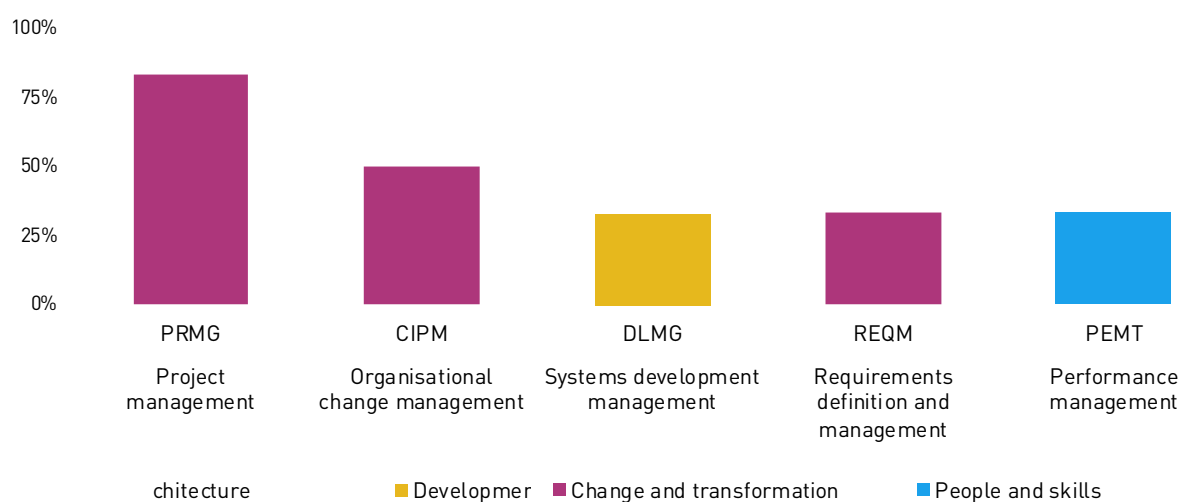 100%
75%
50%
25%
0%
PRMG CIPM DLMG REQM PEMT
Project Organisational Systems development Requirements Performance
management change management management definition and management
management
chitecture Developmer Change and transformation People and skills